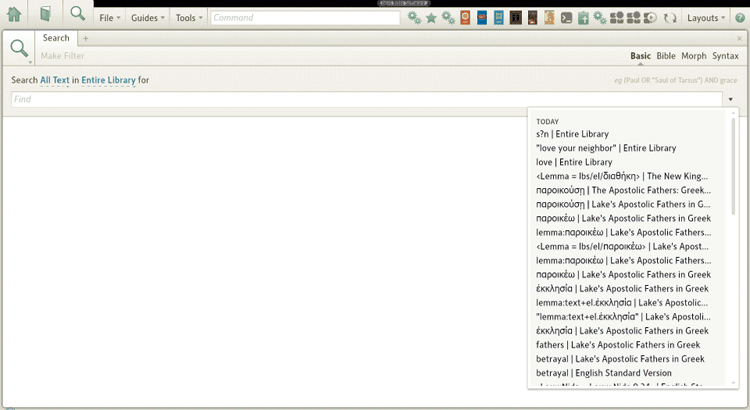 File Guides Tools Command Layouts
Search
Make Filter Basic Bible Morph Syntax
Search All Text in Entire Library for eg (Paul OR "Saul of Tarsus") AND grace
Find
TODAY
s?n | Entire Library
"love your neighbor" | Entire Library
love | Entire Library
<Lemma = lbs/el/διαθήκη> | The New King...
παροικούσῃ | The Apostolic Fathers: Greek...
παροικούσῃ | Lake's Apostolic Fathers in G...
παροικέω | Lake's Apostolic Fathers in Greek
lemma:παροικέω | Lake's Apostolic Fathers...
<Lemma = lbs/el/παροικέω> | Lake's Apost...
lemma:παροικέω | Lake's Apostolic Fathers...
παροικέω | Lake's Apostolic Fathers in Greek
ἐκκλησία | Lake's Apostolic Fathers in Greek
lemma:text+el.ἐκκλησία | Lake's Apostolic...
"lemma:text+el.ἐκκλησία" | Lake's Apostoli...
ἐκκλησία | Lake's Apostolic Fathers in Greek
fathers | Lake's Apostolic Fathers in Greek
betrayal | Lake's Apostolic Fathers in Greek
betrayal | English Standard Version